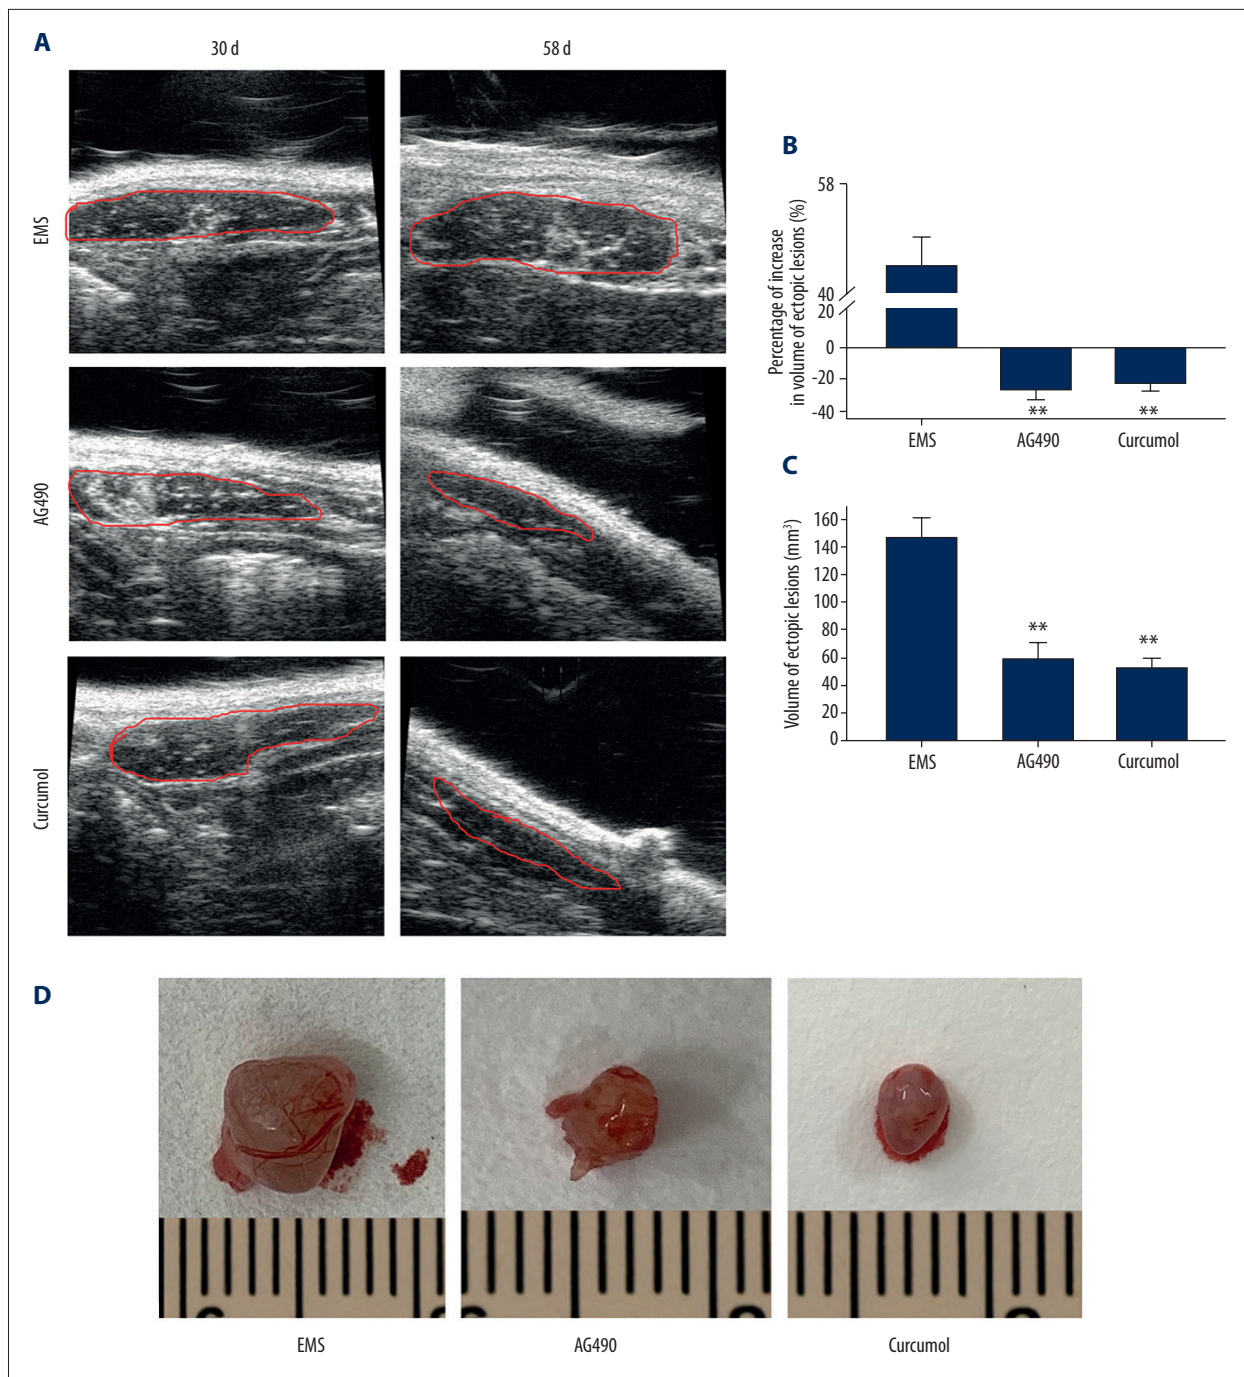 A
30 d
58 d
EMS
AG490
Curcumol
B
Percentage of increase
in volume of ectopic lesions (%)
58
40
20
0
-20
-40
**
**
EMS
AG490
Curcumol
C
Volume of ectopic lesions (mm³)
160
140
120
100
80
60
40
20
0
**
**
EMS
AG490
Curcumol
D
EMS
AG490
Curcumol